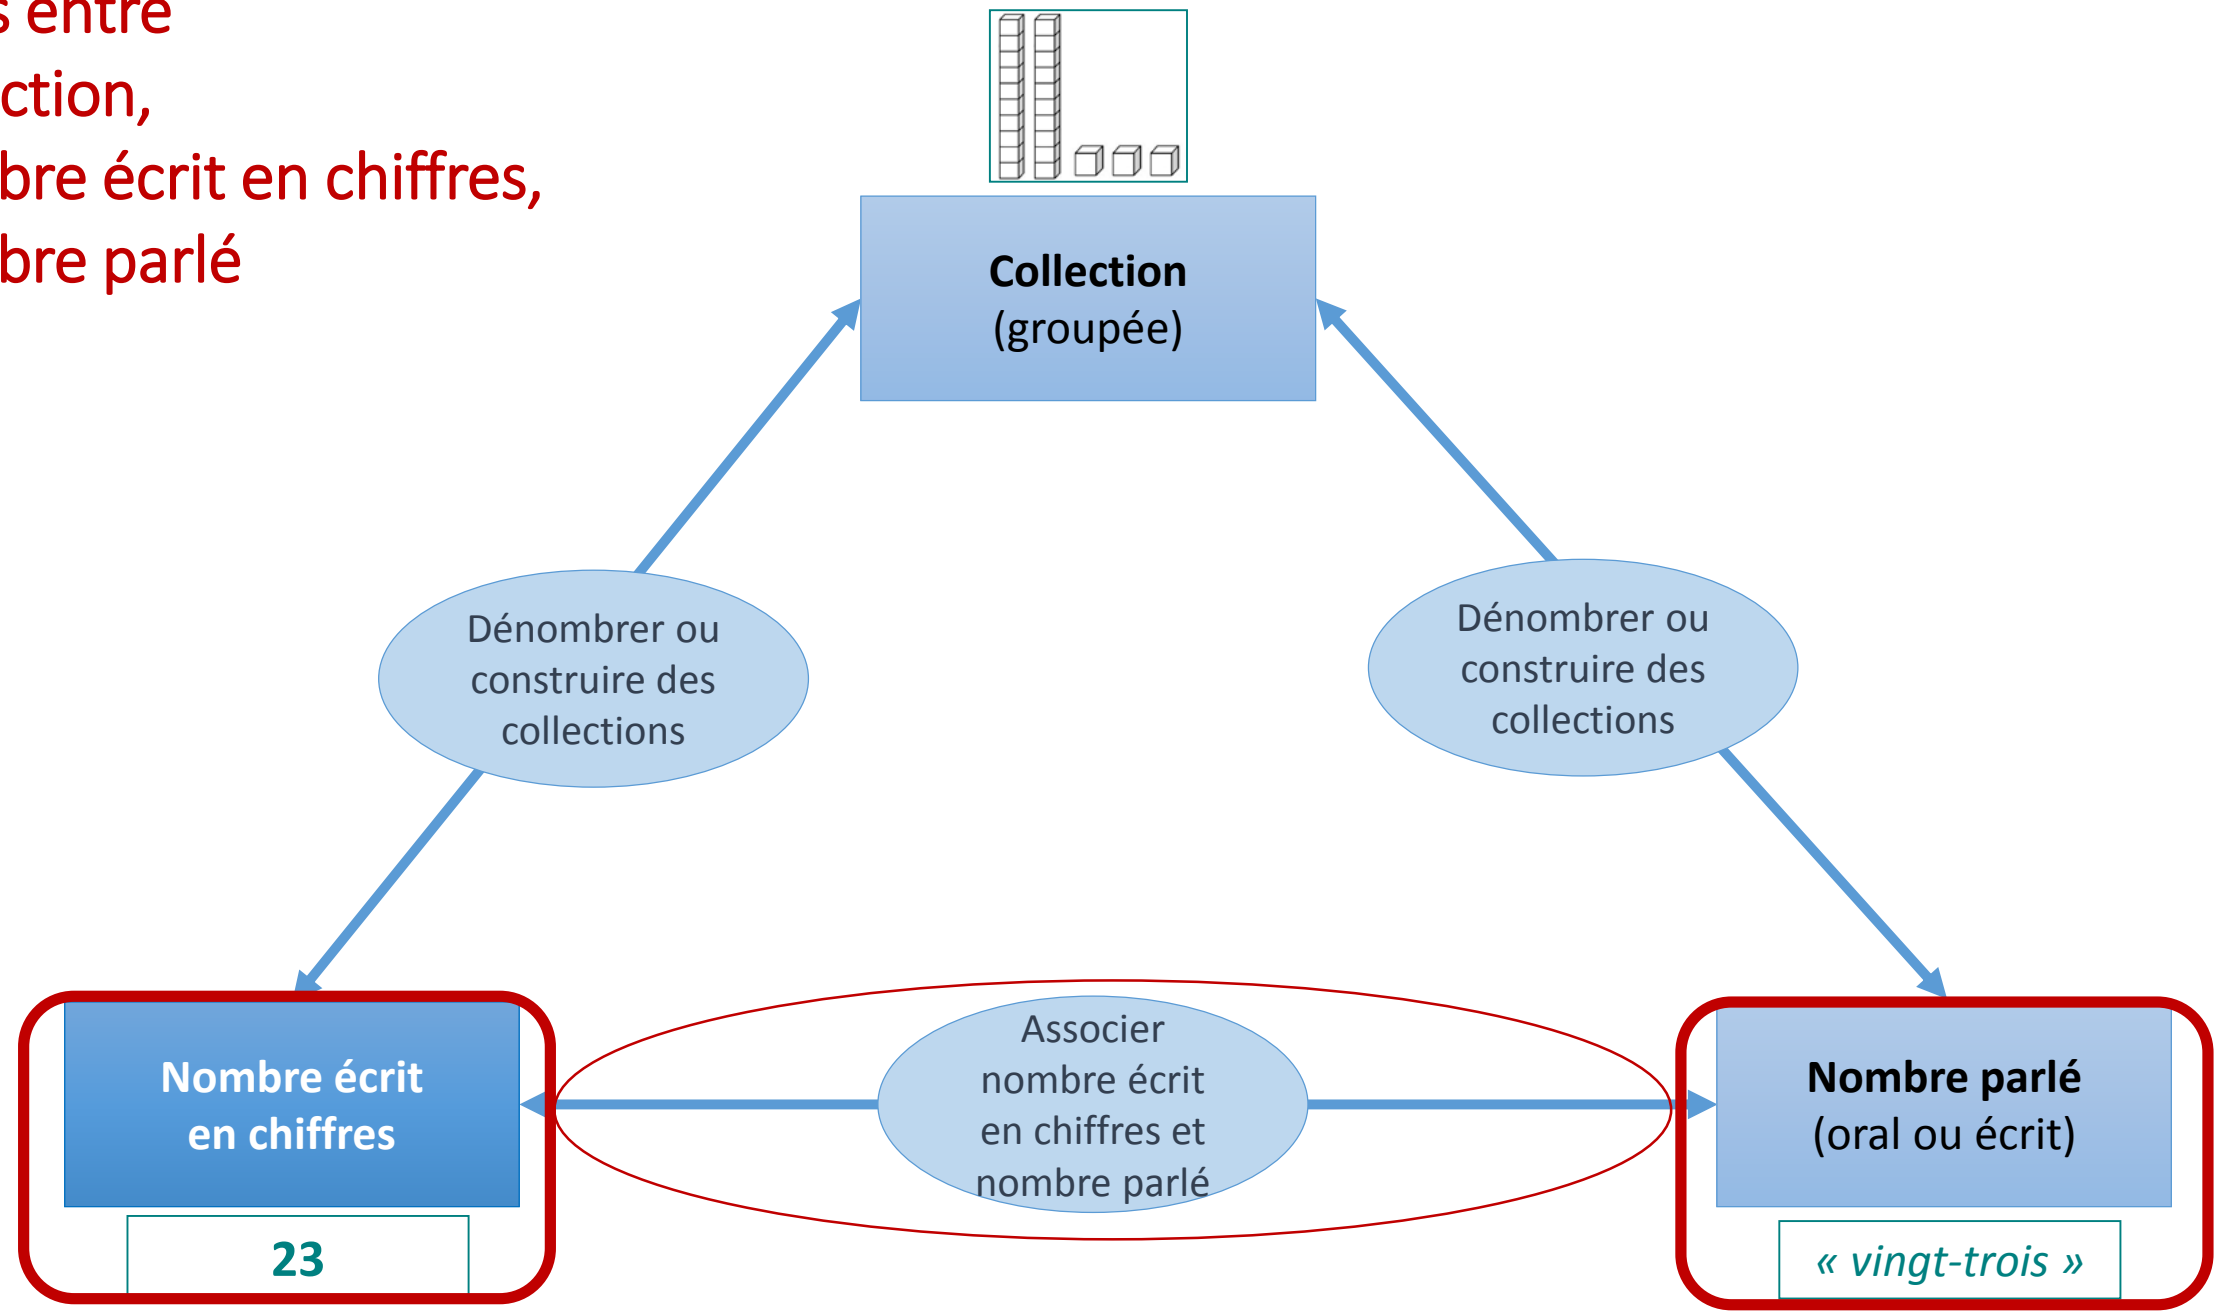 s entre
ction,
bre écrit en chiffres,
bre parlé
Collection
(groupée)
Dénombrer ou
construire des
collections
Dénombrer ou
construire des
collections
Associer
nombre écrit
en chiffres et
nombre parlé
Nombre écrit
en chiffres
23
Nombre parlé
(oral ou écrit)
« vingt-trois »